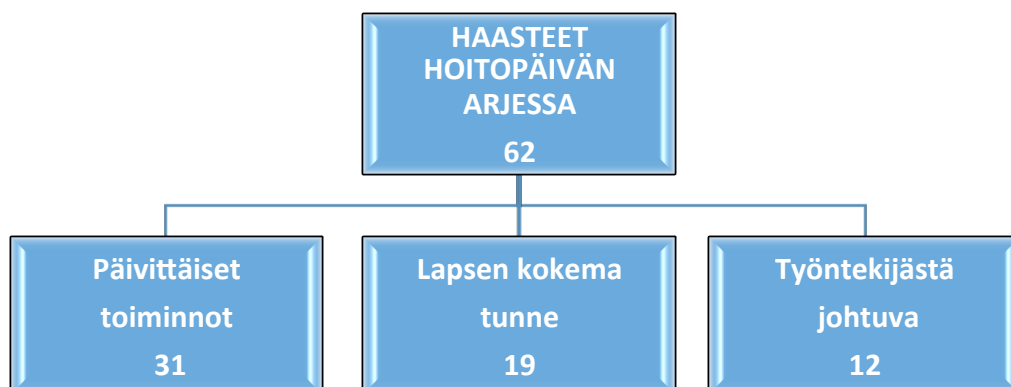 HAASTEET
HOITOPÄIVÄN
ARJESSA
62
Päivittäiset
toiminnot
31
Lapsen kokema
tunne
19
Työntekijästä
johtuva
12